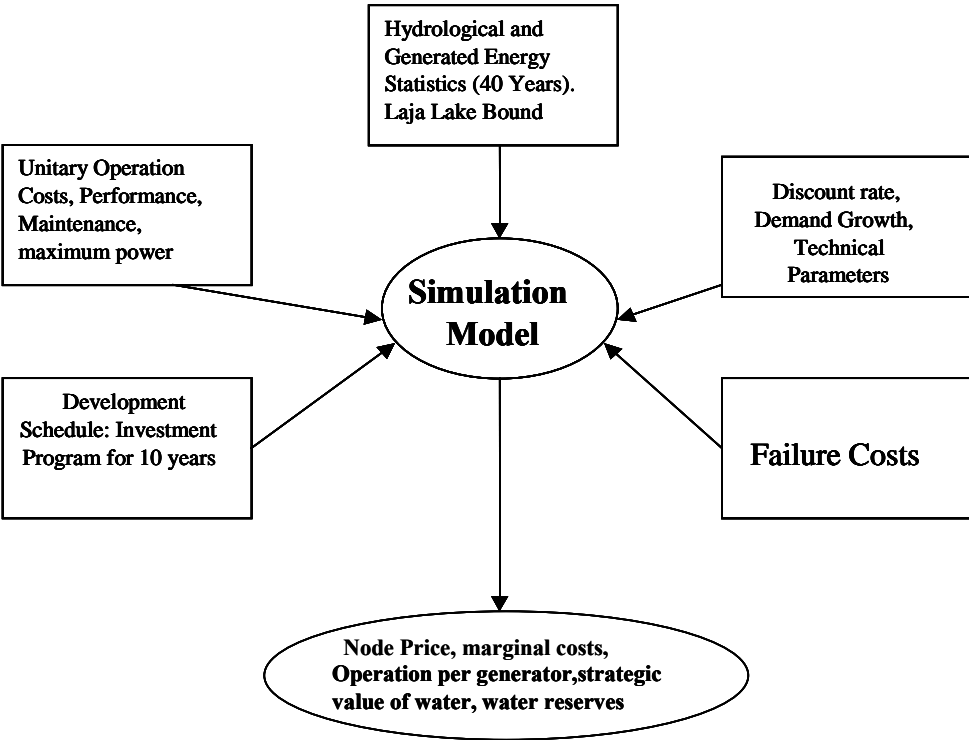 Hydrological and
Generated Energy
Statistics (40 Years).
Laja Lake Bound
Unitary Operation
Costs, Performance,
Maintenance,
maximum power
Discount rate,
Demand Growth,
Technical
Parameters
Simulation
Model
Development
Schedule: Investment
Program for 10 years
Failure Costs
Node Price, marginal costs,
Operation per generator,strategic
value of water, water reserves